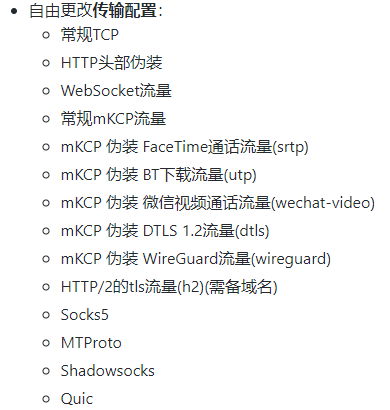 自由更改传输配置：
常规TCP
HTTP头部伪装
WebSocket流量
常规mKCP流量
mKCP 伪装 FaceTime通话流量(srtp)
mKCP 伪装 BT下载流量(utp)
mKCP 伪装 微信视频通话流量(wechat-video)
mKCP 伪装 DTLS 1.2流量(dtls)
mKCP 伪装 WireGuard流量(wireguard)
HTTP/2的tls流量(h2)(需备域名)
Socks5
MTProto
Shadowsocks
Quic